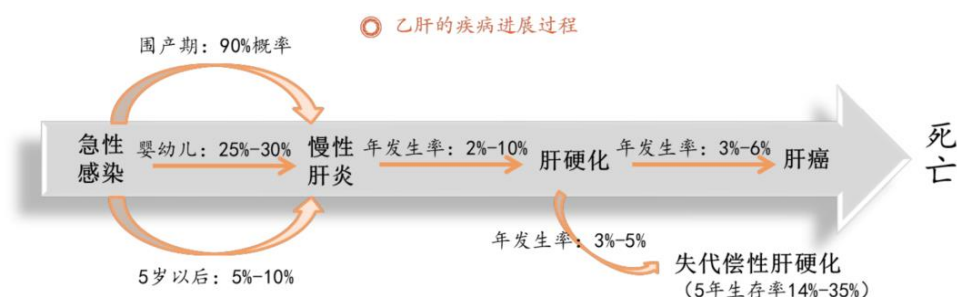 乙肝的疾病进展过程
围产期：90%概率
急性
感染
婴幼儿：25%-30%
慢性
肝炎
年发生率：2%-10%
肝硬化
年发生率：3%-6%
肝癌
死
亡
5岁以后：5%-10%
年发生率：3%-5%
失代偿性肝硬化
（5年生存率14%-35%）